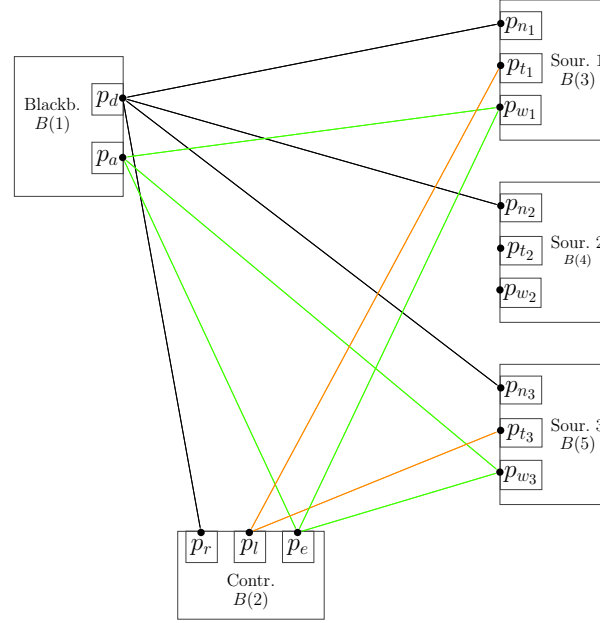 Blackb.
B(1)
p_d
p_a
p_{n_1}
p_{t_1}
p_{w_1}
Sour. 1
B(3)
p_{n_2}
p_{t_2}
p_{w_2}
Sour. 2
B(4)
p_{n_3}
p_{t_3}
p_{w_3}
Sour. 3
B(5)
p_r p_l p_e
Contr.
B(2)